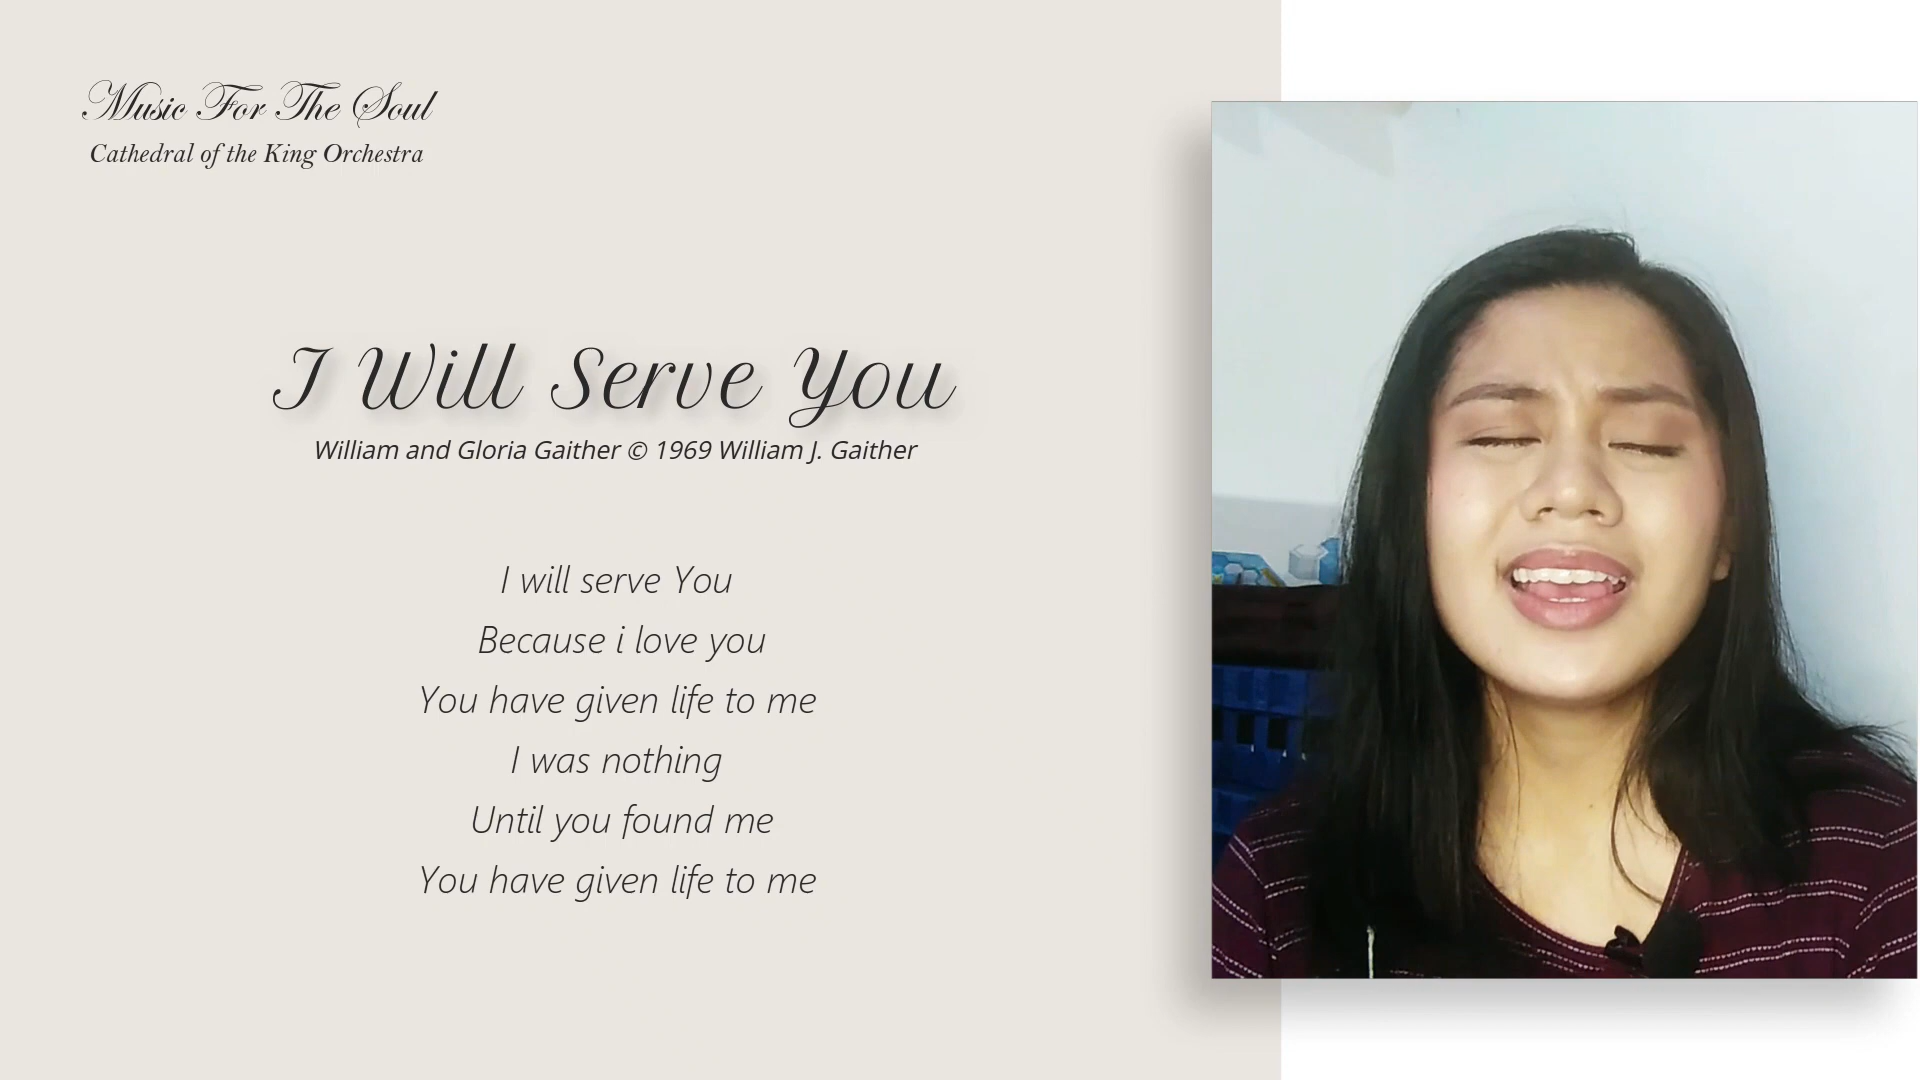 Music For The Soul
Cathedral of the King Orchestra
I Will Serve You
William and Gloria Gaither © 1969 William J. Gaither
I will serve You
Because i love you
You have given life to me
I was nothing
Until you found me
You have given life to me